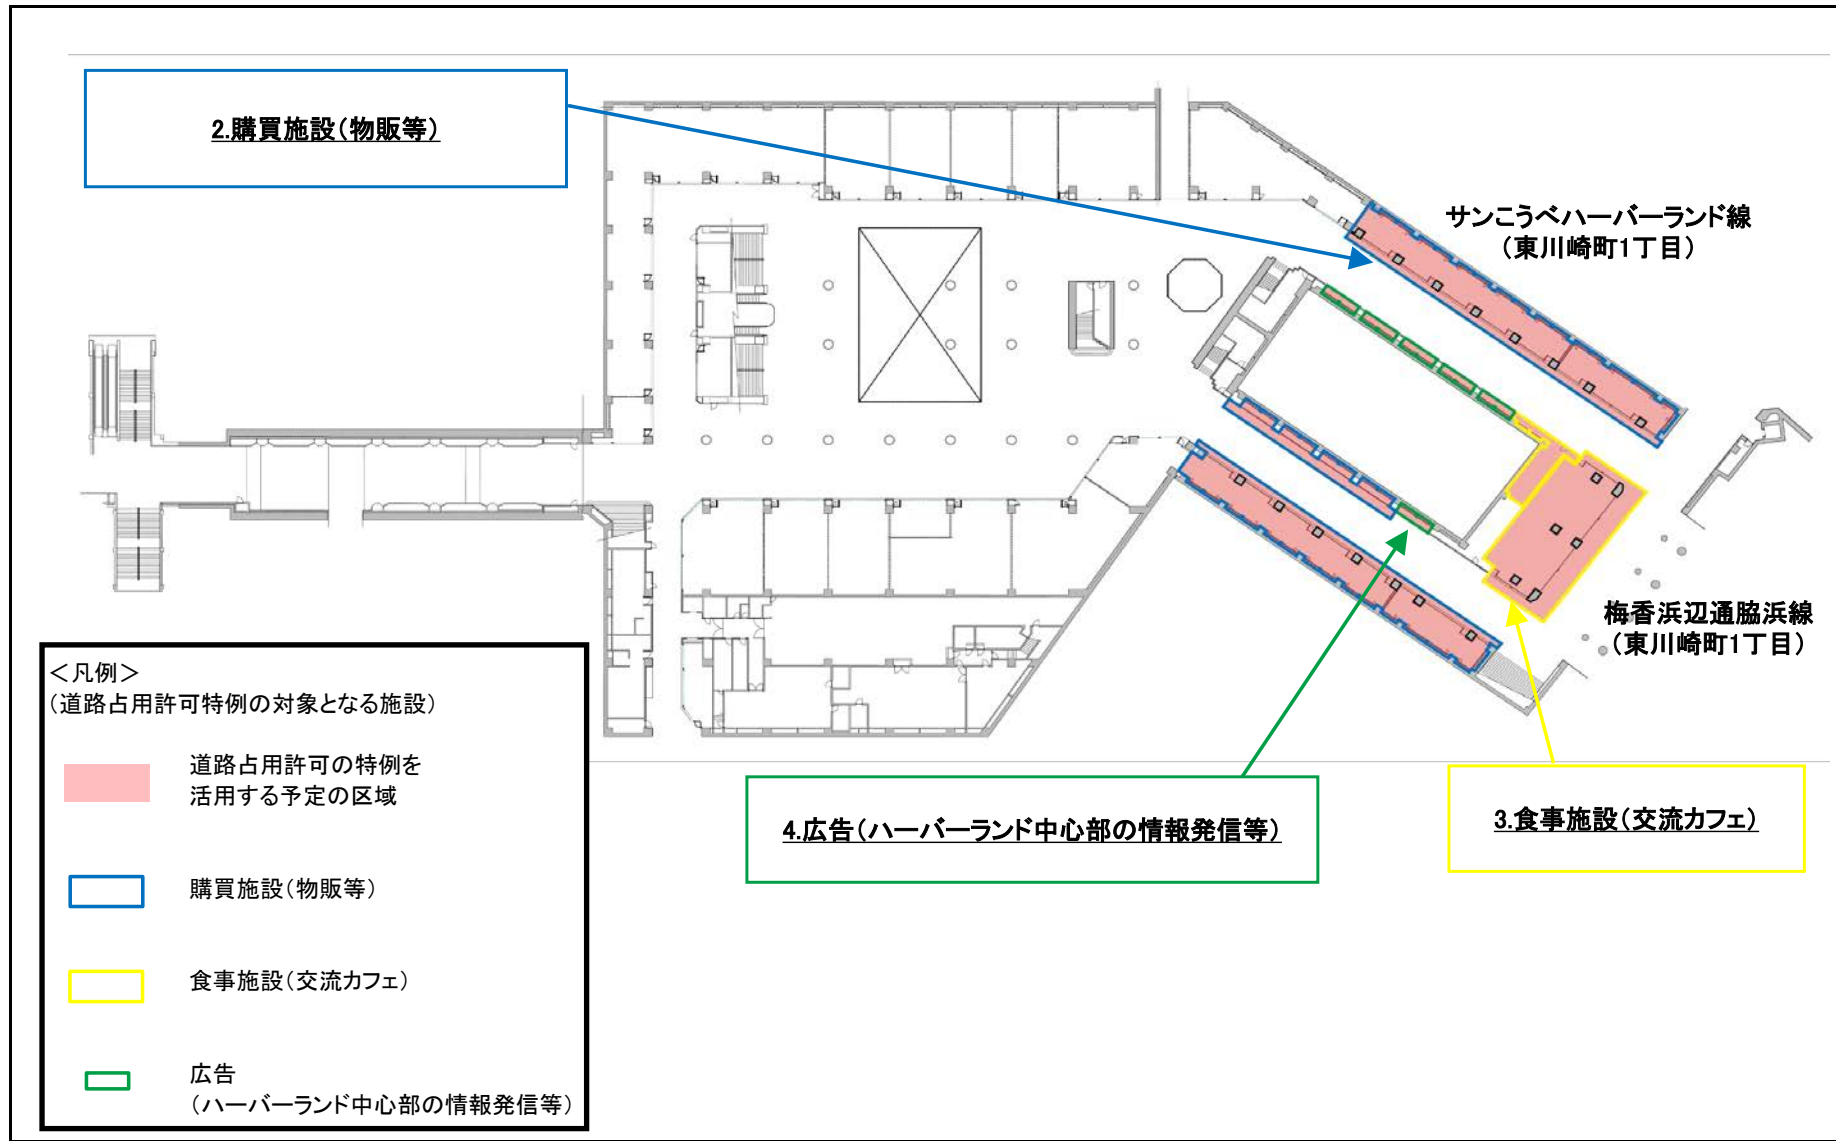 2.購買施設（物販等）
サンこうべハーバーランド線
（東川崎町1丁目）
梅香浜辺通脇浜線
（東川崎町1丁目）
4.広告（ハーバーランド中心部の情報発信等）
3.食事施設（交流カフェ）
＜凡例＞
（道路占用許可特例の対象となる施設）
道路占用許可の特例を
活用する予定の区域
購買施設（物販等）
食事施設（交流カフェ）
広告
（ハーバーランド中心部の情報発信等）